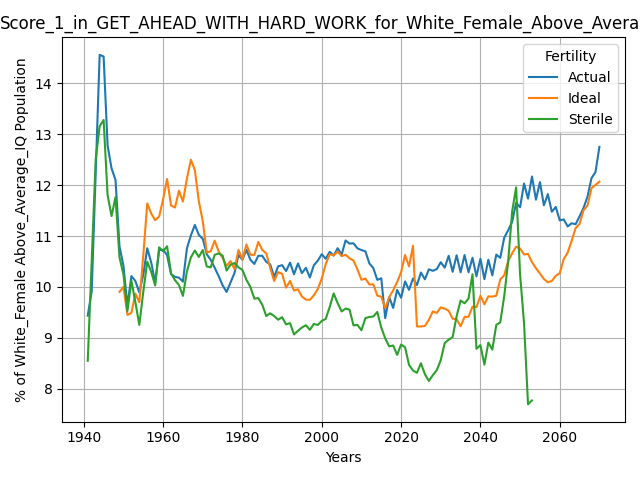 Score_1_in_GET_AHEAD_WITH_HARD_WORK_for_White_Female_Above_Avera
% of White_Female Above_Average_IQ Population
14
13
12
11
10
9
8
Fertility
Actual
Ideal
Sterile
1940 1960 1980 2000 2020 2040 2060
Years